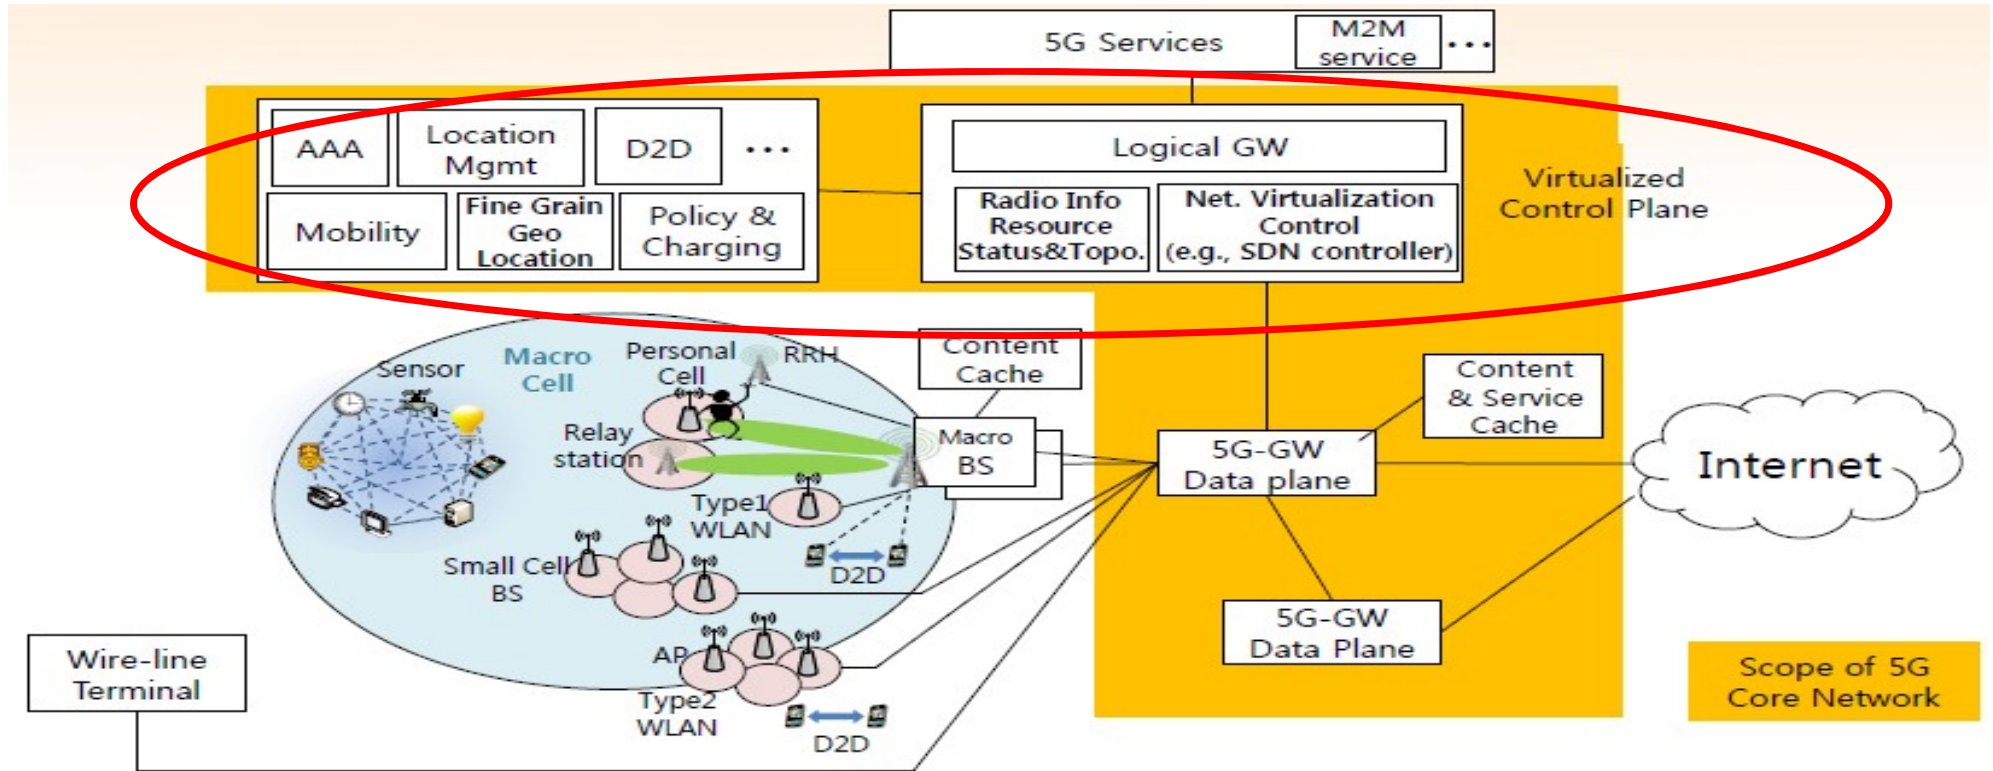 5G Services
M2M
service
...
AAA
Location
Mgmt
D2D
...
Mobility
Fine Grain
Geo
Location
Policy &
Charging
Logical GW
Radio Info
Resource
Status&Topo.
Net. Virtualization
Control
(e.g., SDN controller)
Virtualized
Control Plane
Sensor
Macro
Cell
Personal
Cell
RRH
Content
Cache
Relay
station
Macro
BS
Type1
WLAN
D2D
Small Cell
BS
AP
Type2
WLAN
D2D
Wire-line
Terminal
5G-GW
Data plane
Content
& Service
Cache
Internet
5G-GW
Data Plane
Scope of 5G
Core Network